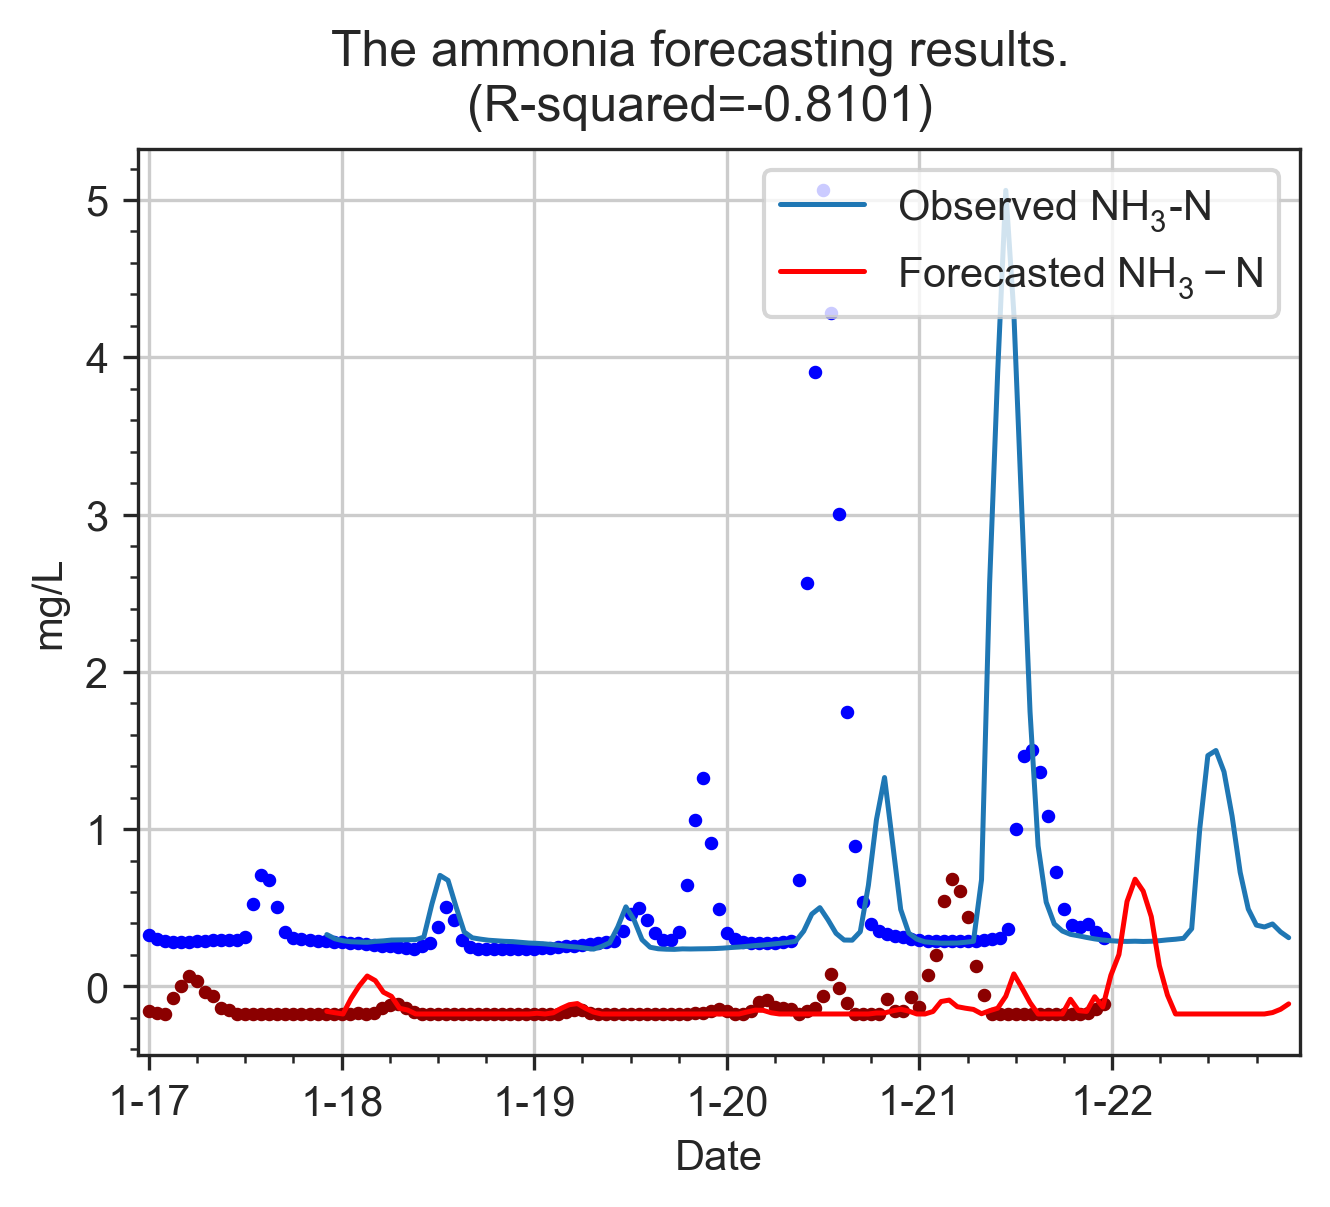 The ammonia forecasting results.
(R-squared=-0.8101)
Observed NH₃-N
Forecasted NH₃ − N
5
4
3
2
1
0
mg/L
1-17 1-18 1-19 1-20 1-21 1-22
Date